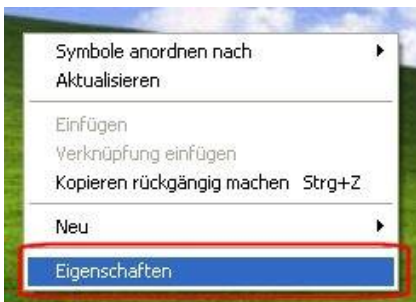 Symbole anordnen nach
Aktualisieren
Einfügen
Verknüpfung einfügen
Kopieren rückgängig machen Strg+Z
Neu
Eigenschaften